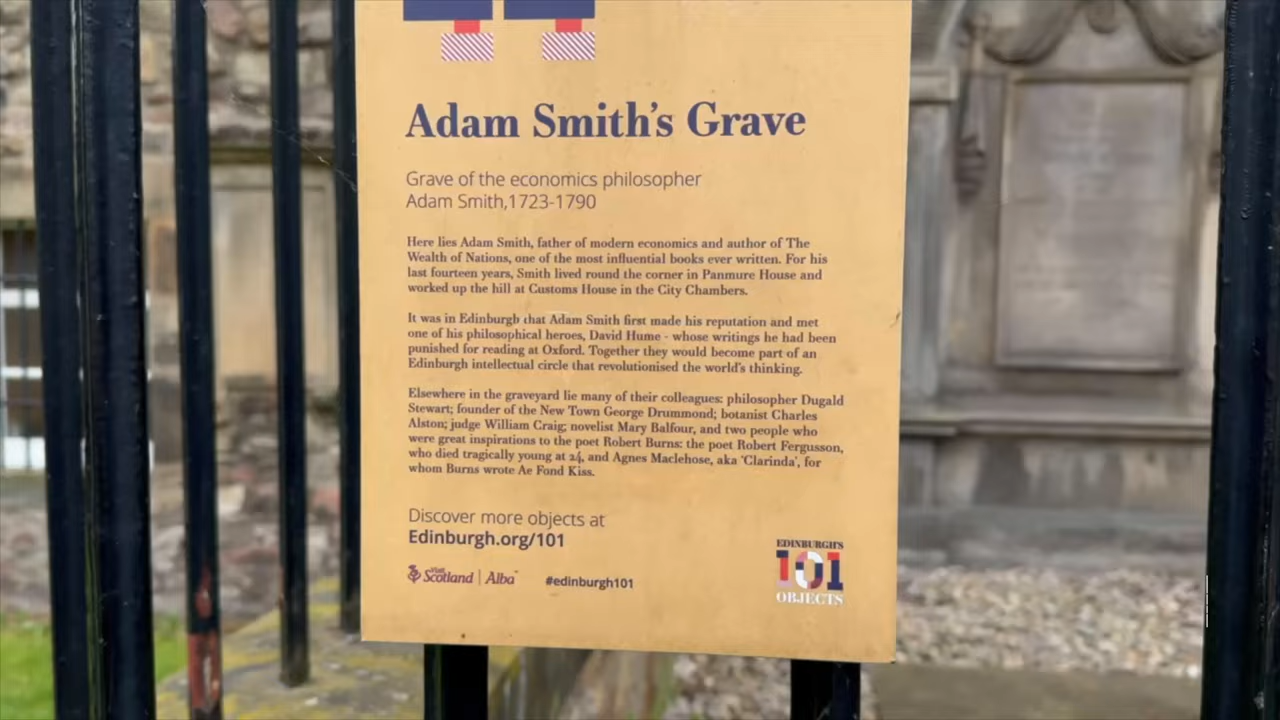 Adam Smith's Grave
Grave of the economics philosopher
Adam Smith,1723-1790
Here lies Adam Smith, father of modern economics and author of The
Wealth of Nations, one of the most influential books ever written. For his
last fourteen years, Smith lived round the corner in Panmure House and
worked up the hill at Customs House in the City Chambers.
It was in Edinburgh that Adam Smith first made his reputation and met
one of his philosophical heroes, David Hume - whose writings he had been
punished for reading at Oxford. Together they would become part of an
Edinburgh intellectual circle that revolutionised the world's thinking.
Elsewhere in the graveyard lie many of their colleagues: philosopher Dugald
Stewart; founder of the New Town George Drummond; botanist Charles
Alston; judge William Craig; novelist Mary Balfour, and two people who
were great inspirations to the poet Robert Burns: the poet Robert Fergusson,
who died tragically young at 24, and Agnes Maclehose, aka 'Clarinda', for
whom Burns wrote Ae Fond Kiss.
Discover more objects at
Edinburgh.org/101
Visit Scotland | Alba
#edinburgh101
EDINBURGH'S
101
OBJECTS